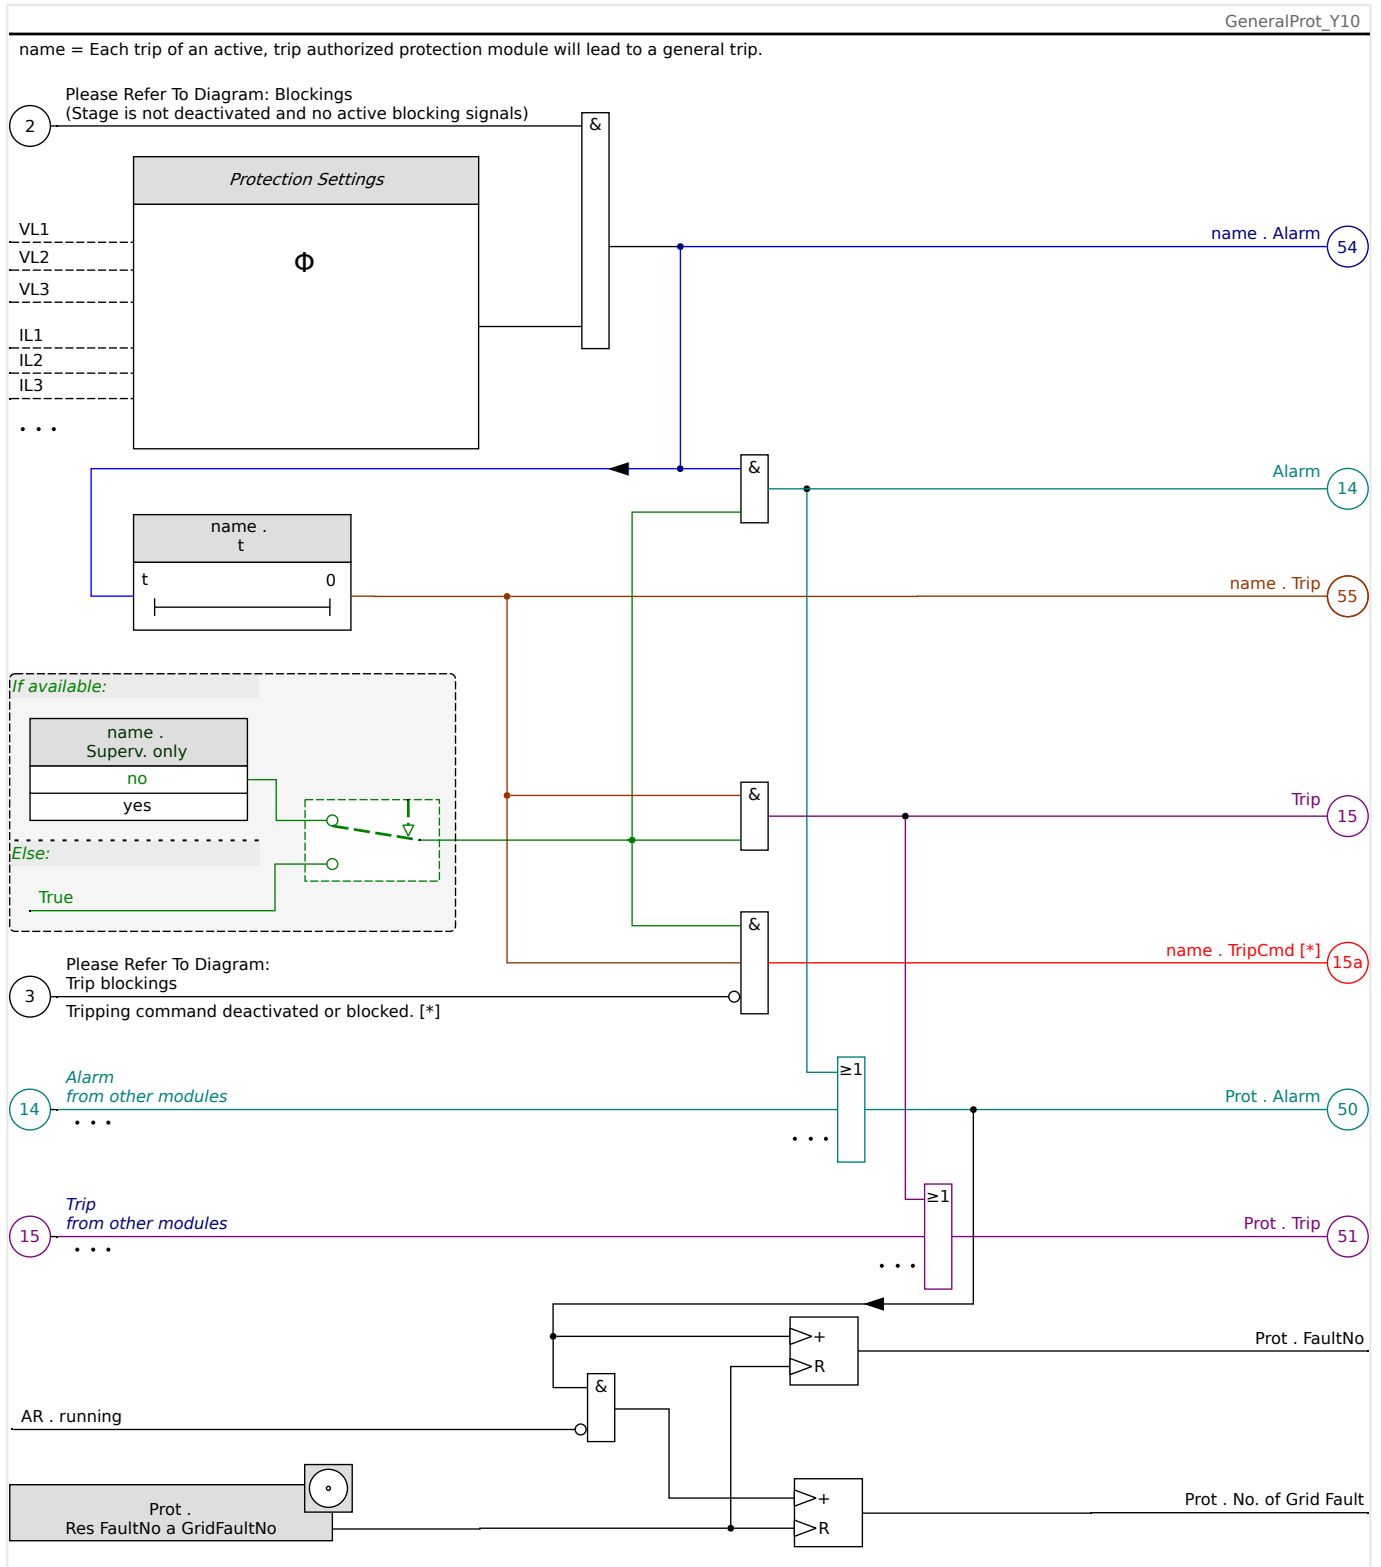 GeneralProt_Y10
name = Each trip of an active, trip authorized protection module will lead to a general trip.
Please Refer To Diagram: Blockings
(Stage is not deactivated and no active blocking signals)
2
&
Protection Settings
Φ
VL1
VL2
VL3
IL1
IL2
IL3
. . .
name . Alarm
54
&
Alarm
14
name .
t
t 0
name . Trip
55
If available:
name .
Superv. only
no
yes
Else:
True
&
Trip
15
&
name . TripCmd [*]
15a
Please Refer To Diagram:
Trip blockings
3
Tripping command deactivated or blocked. [*]
≥1
Alarm
from other modules
14
. . .
. . .
Prot . Alarm
50
≥1
Trip
from other modules
15
. . .
. . .
Prot . Trip
51
+
R
Prot . FaultNo
&
AR . running
Prot .
Res FaultNo a GridFaultNo
+
R
Prot . No. of Grid Fault